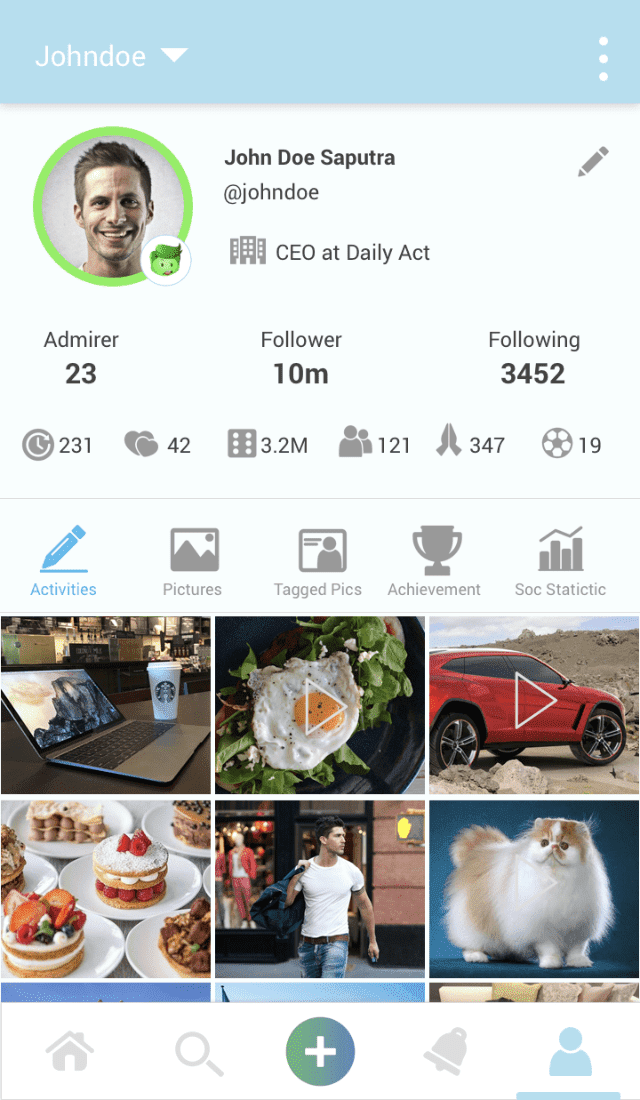 Johndoe
John Doe Saputra
@johndoe
CEO at Daily Act
Admirer Follower Following
23 10m 3452
231 42 3.2M 121 347 19
Activities Pictures Tagged Pics Achievement Soc Statictic